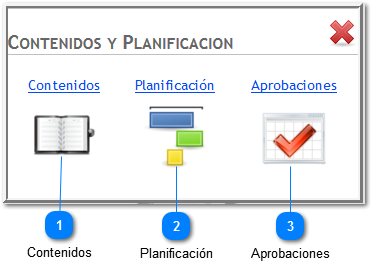 CONTENIDOS Y PLANIFICACION
Contenidos Planificación Aprobaciones
1 2 3
Contenidos Planificación Aprobaciones